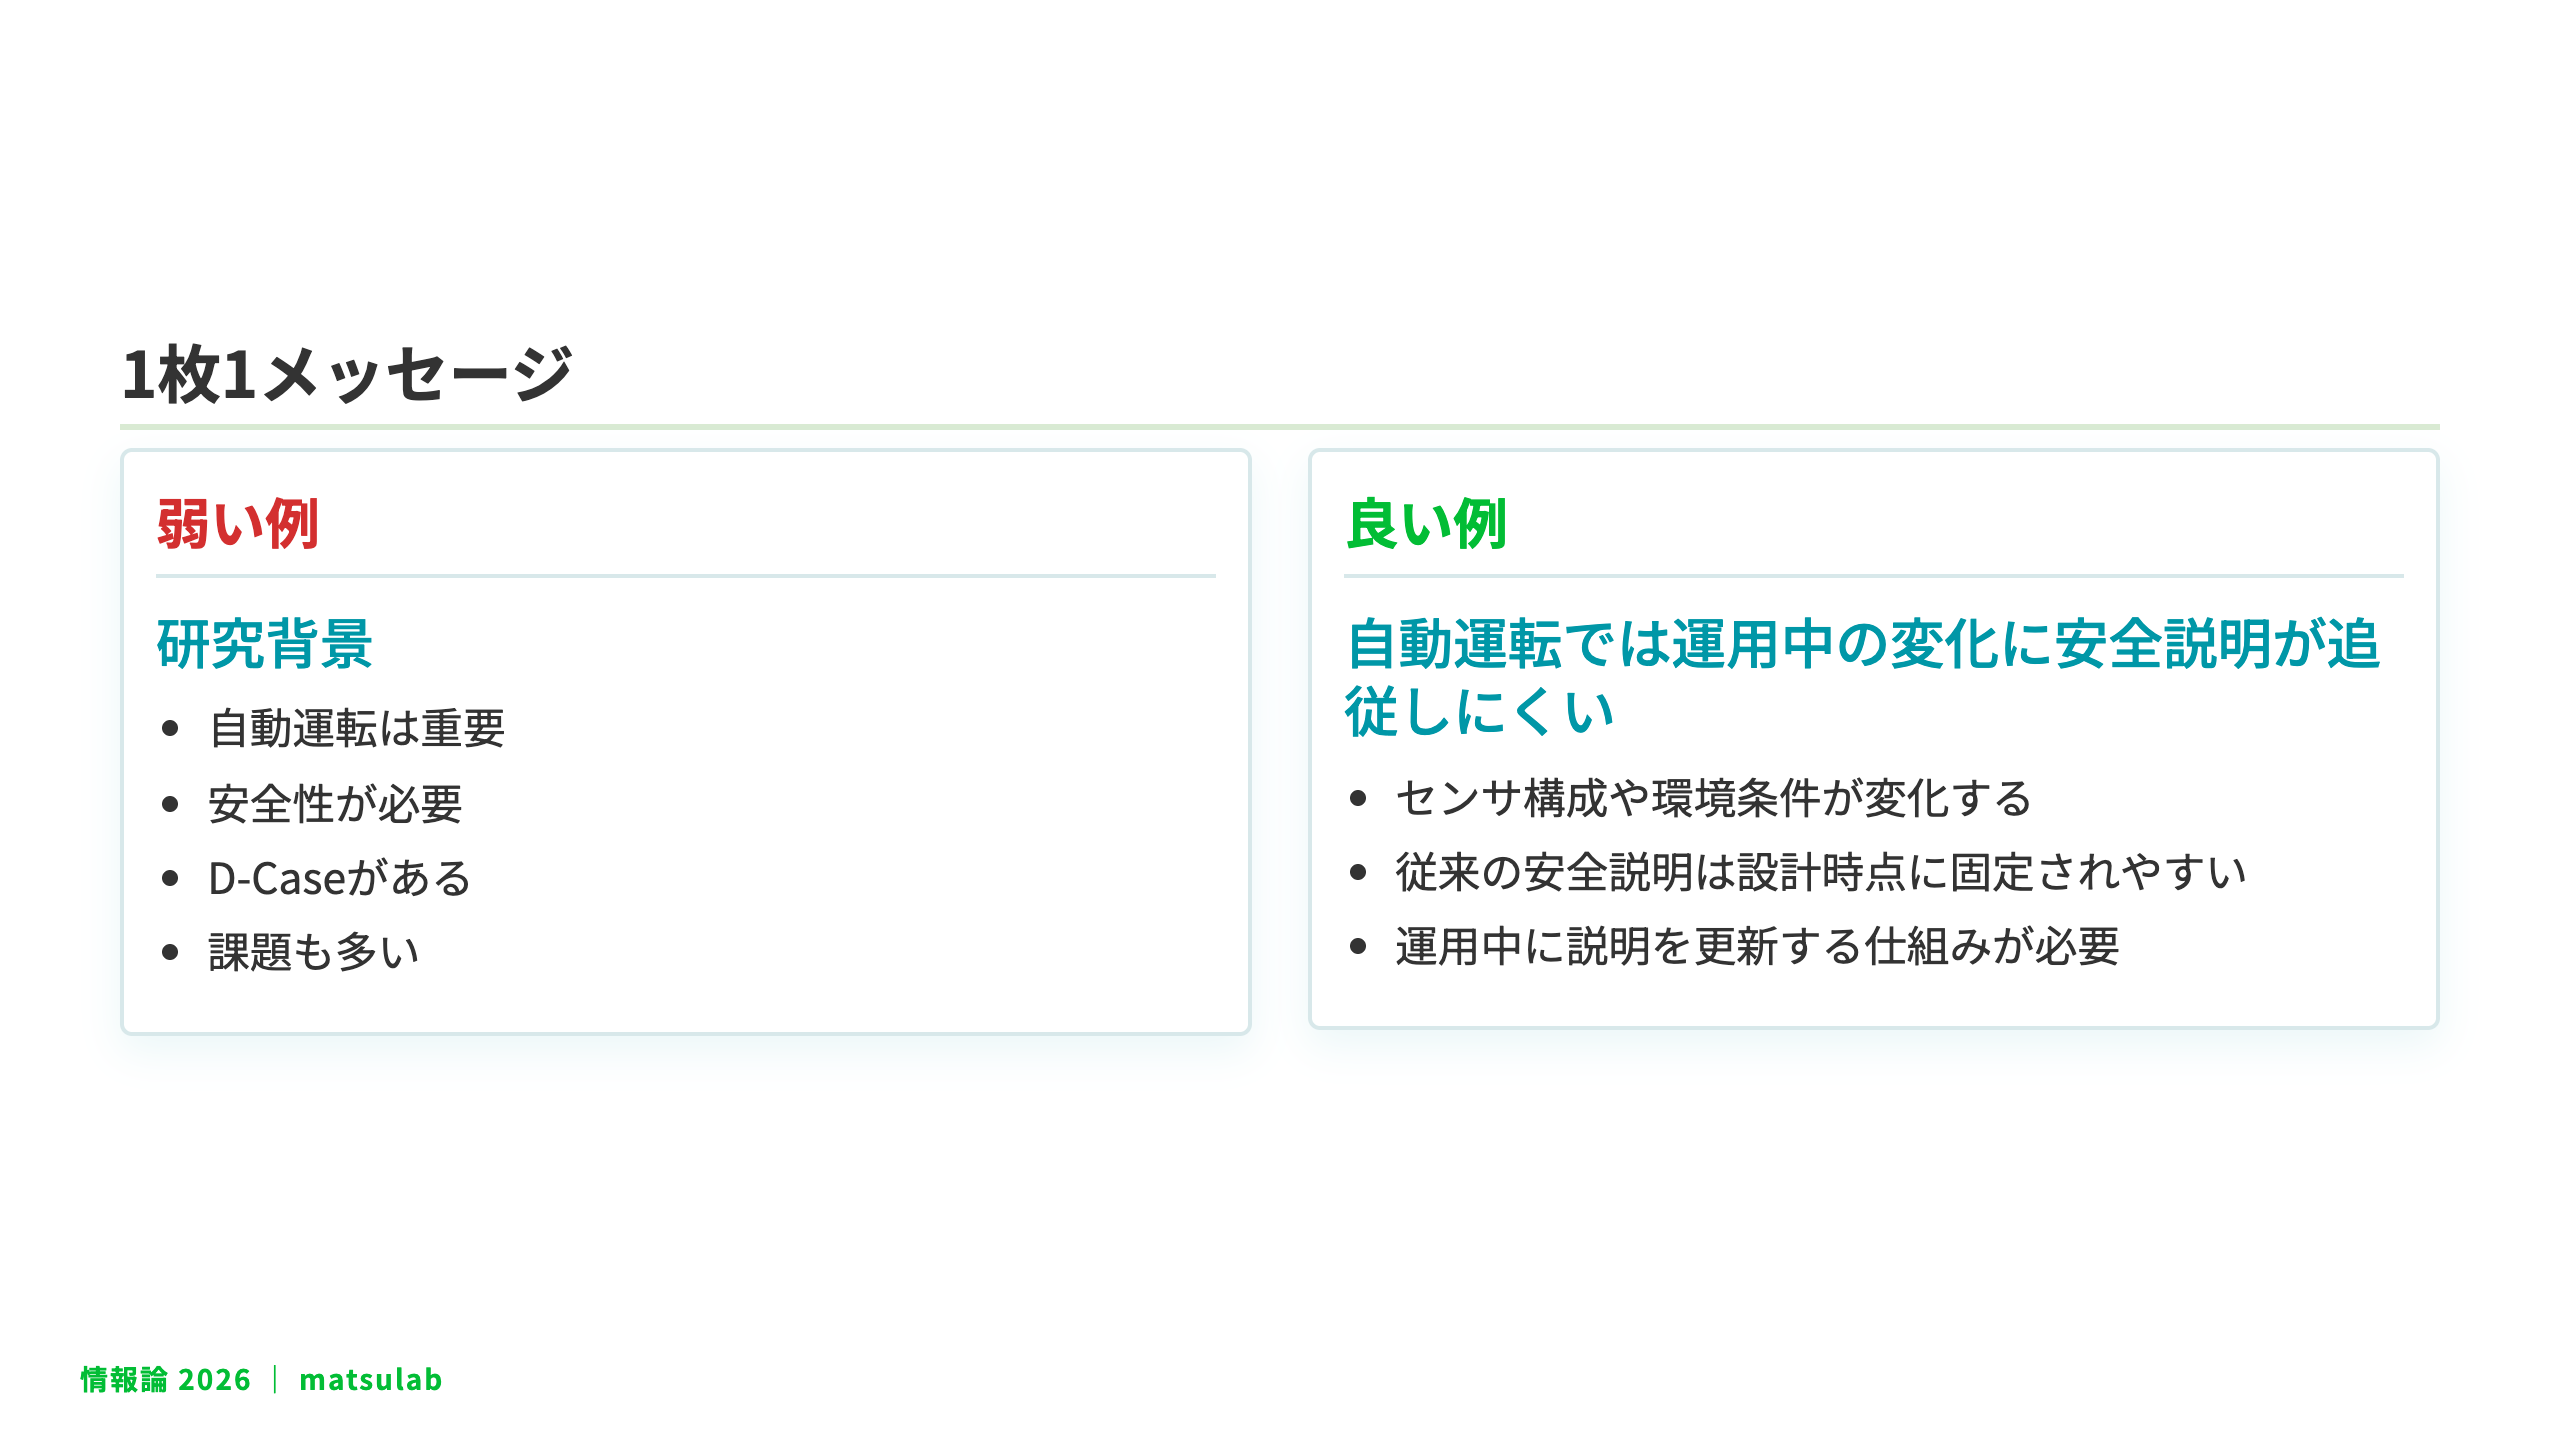 1枚1メッセージ
弱い例
研究背景
• 自動運転は重要
• 安全性が必要
• D-Caseがある
• 課題も多い
良い例
自動運転では運用中の変化に安全説明が追
従しにくい
• センサ構成や環境条件が変化する
• 従来の安全説明は設計時点に固定されやすい
• 運用中に説明を更新する仕組みが必要
情報論 2026 | matsulab